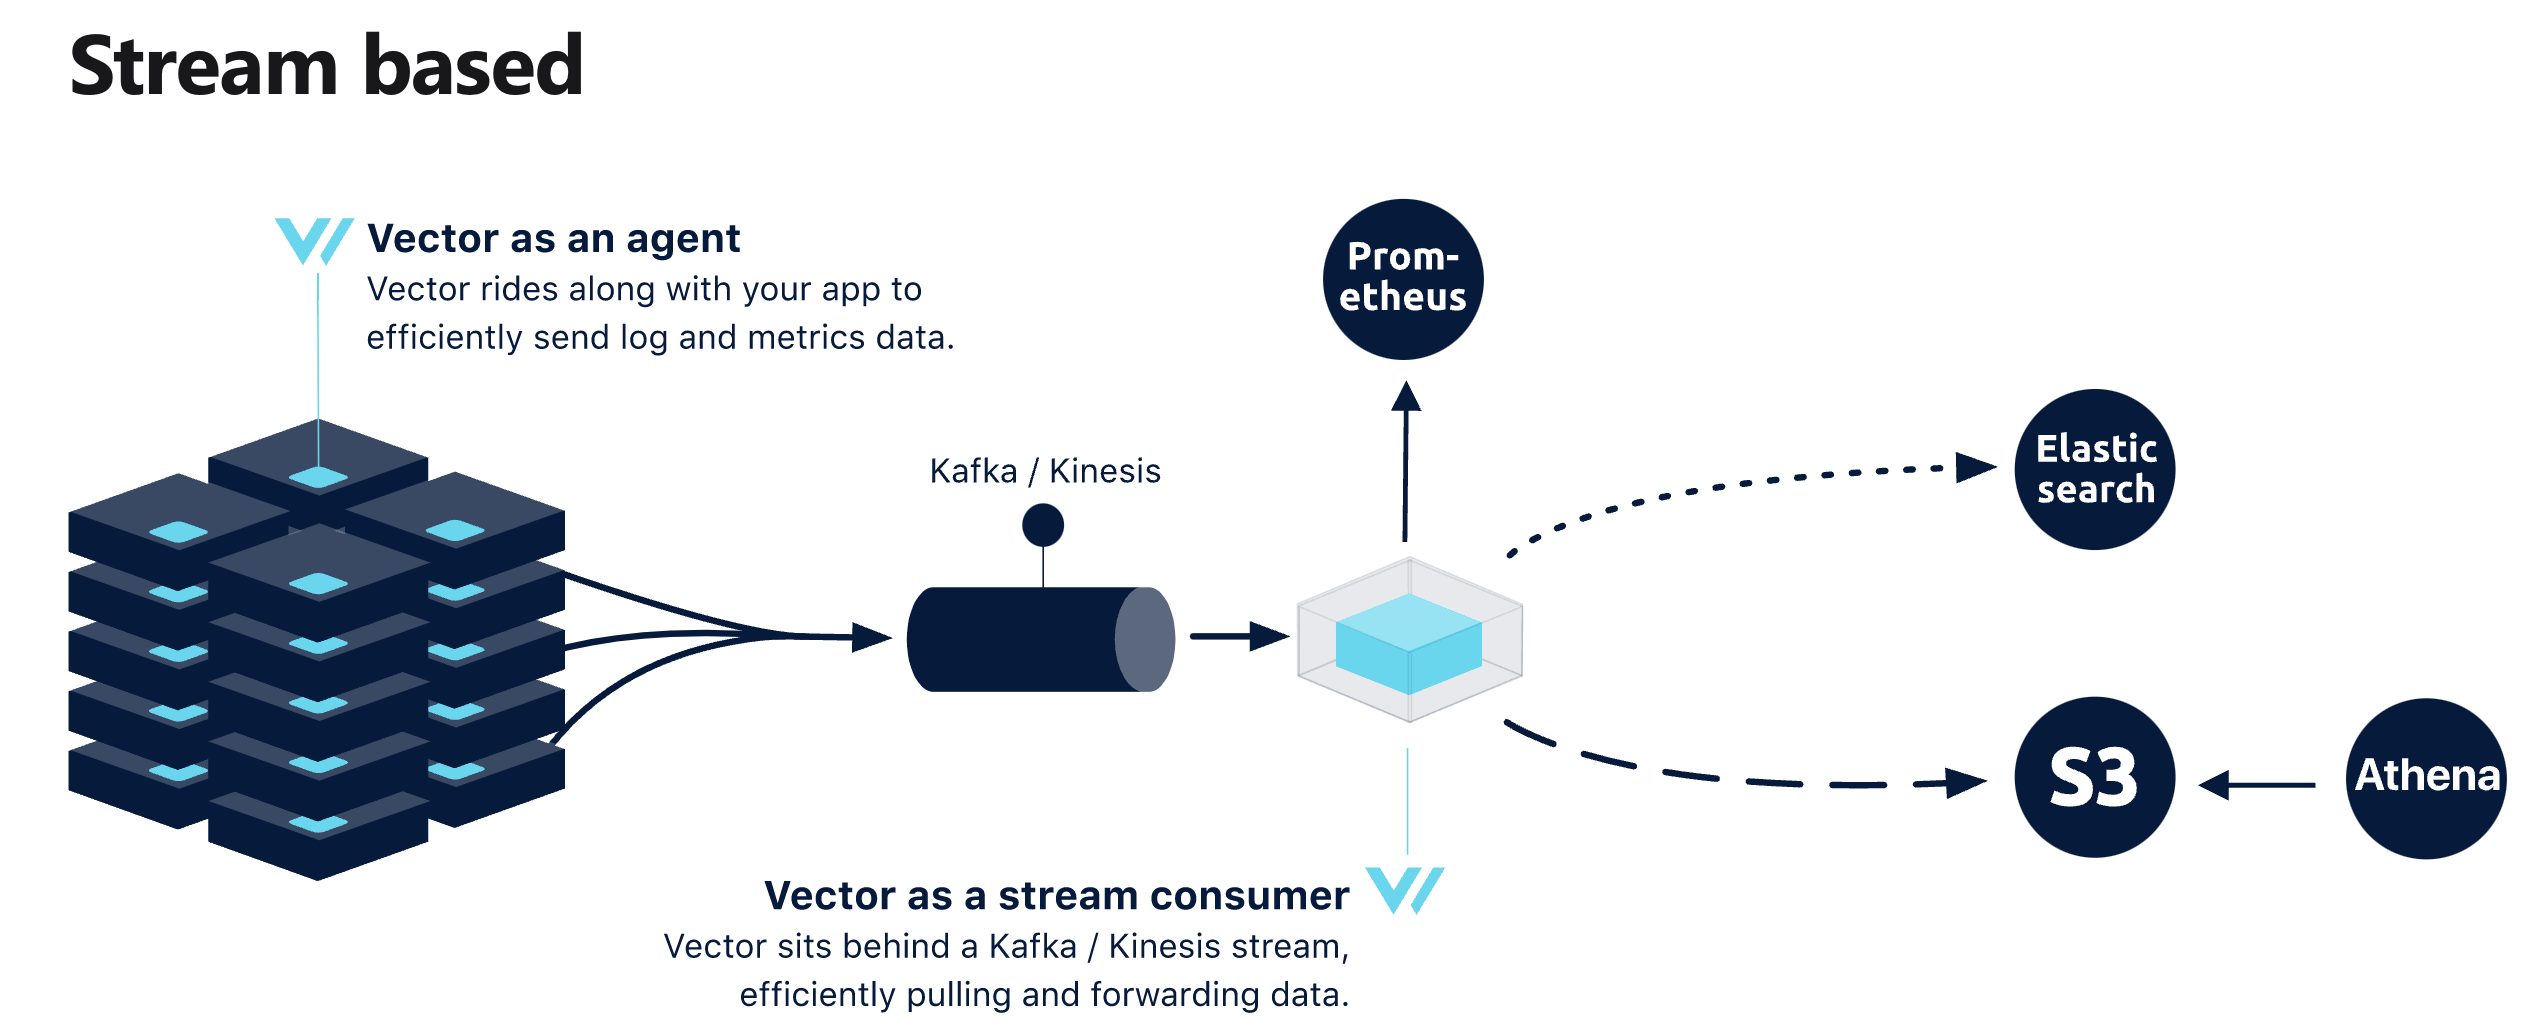 Stream based
Vector as an agent
Vector rides along with your app to
efficiently send log and metrics data.
Kafka / Kinesis
Prom-
etheus
Elastic
search
S3
Athena
Vector as a stream consumer
Vector sits behind a Kafka / Kinesis stream,
efficiently pulling and forwarding data.